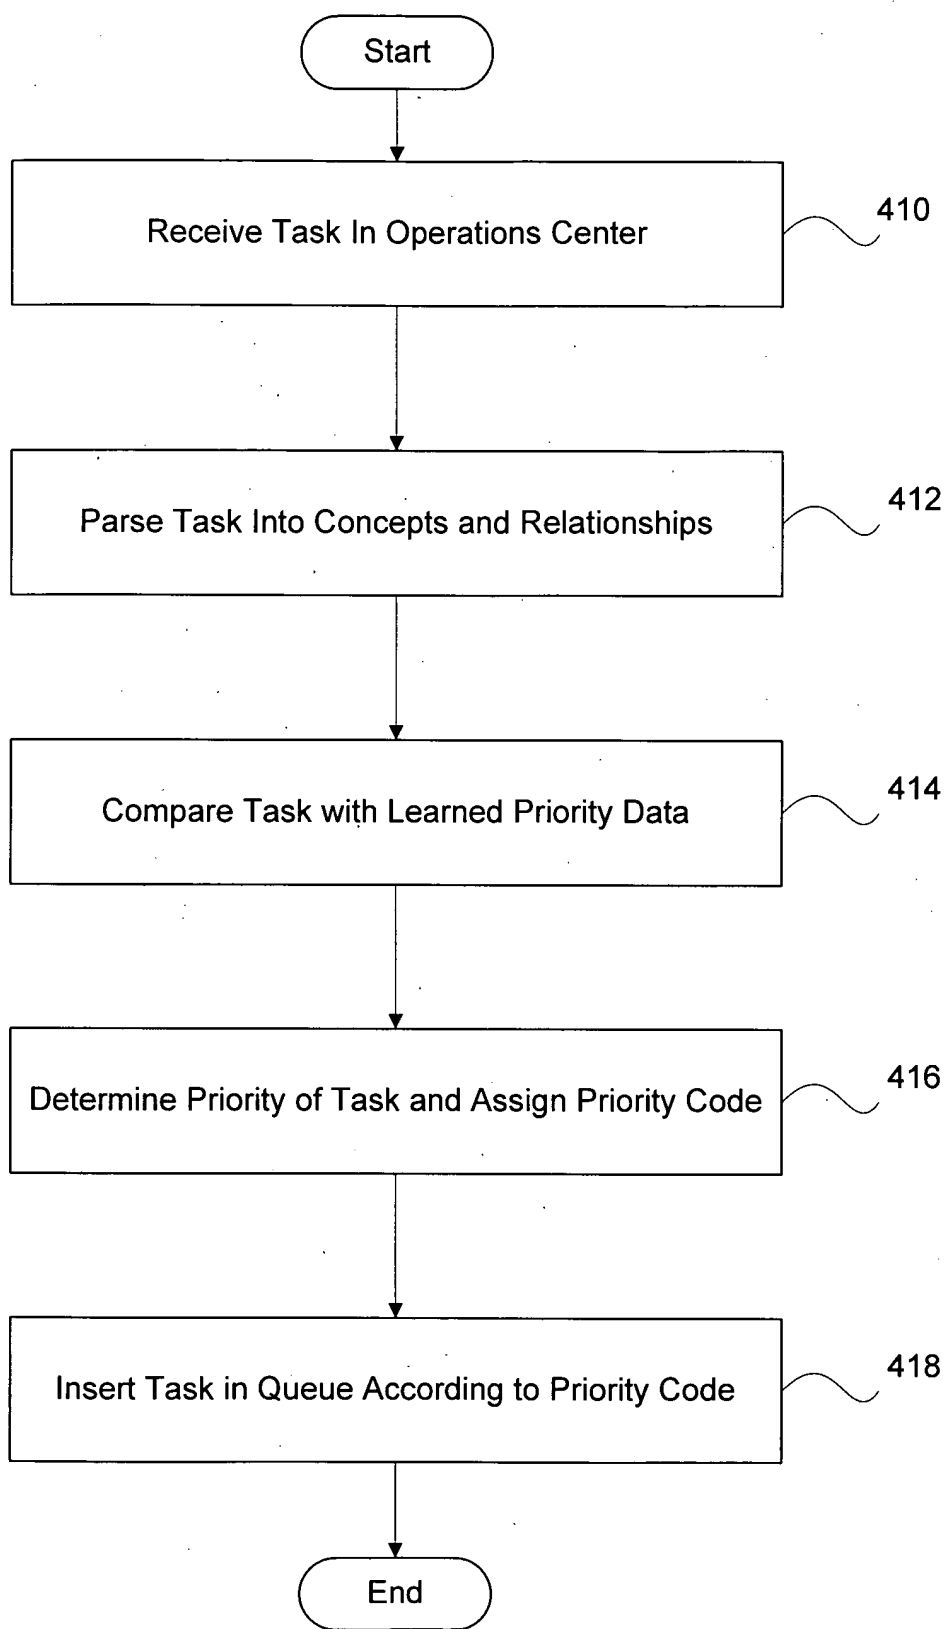 Start
Receive Task In Operations Center
410
Parse Task Into Concepts and Relationships
412
Compare Task with Learned Priority Data
414
Determine Priority of Task and Assign Priority Code
416
Insert Task in Queue According to Priority Code
418
End